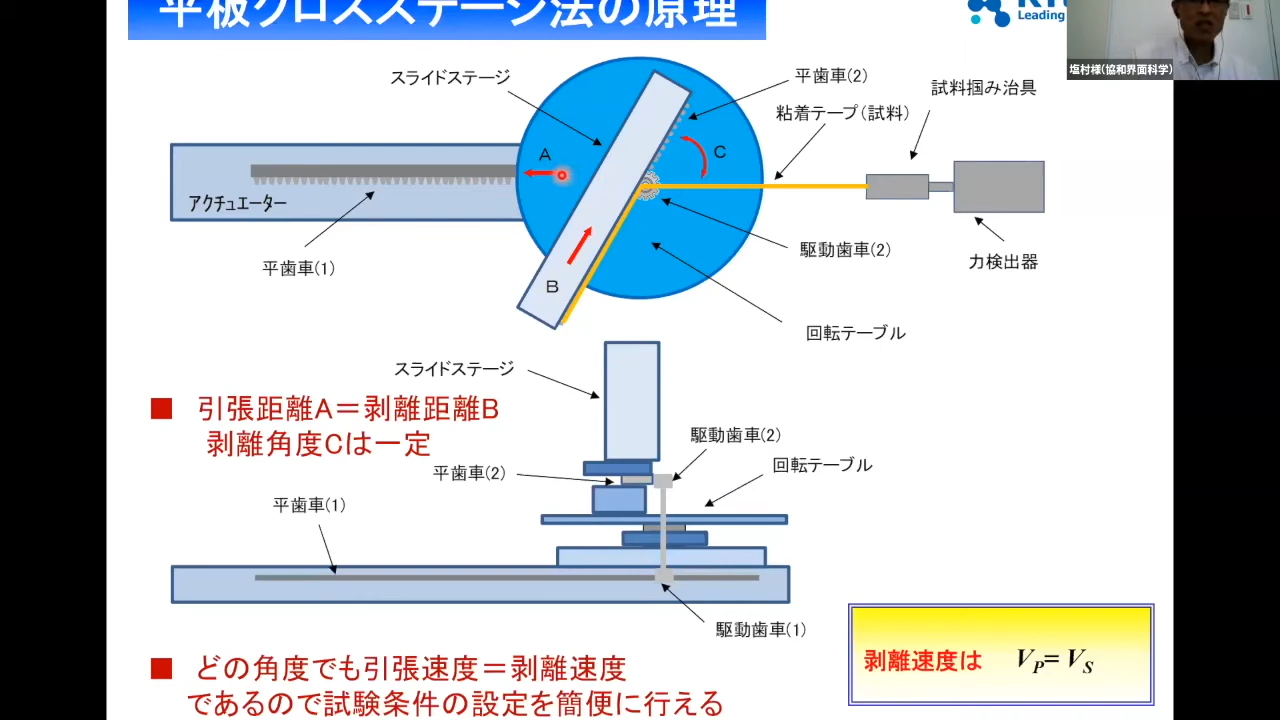 平板クロスステージ法の原理
Leading
塩村様(協和界面科学)
スライドステージ
平歯車(2)
試料掴み治具
粘着テープ(試料)
A
C
アクチュエーター
平歯車(1)
駆動歯車(2)
力検出器
B
回転テーブル
スライドステージ
■ 引張距離A=剥離距離B
剥離角度Cは一定
駆動歯車(2)
平歯車(2)
回転テーブル
平歯車(1)
駆動歯車(1)
■ どの角度でも引張速度=剥離速度
であるので試験条件の設定を簡便に行える
剥離速度は VP= VS